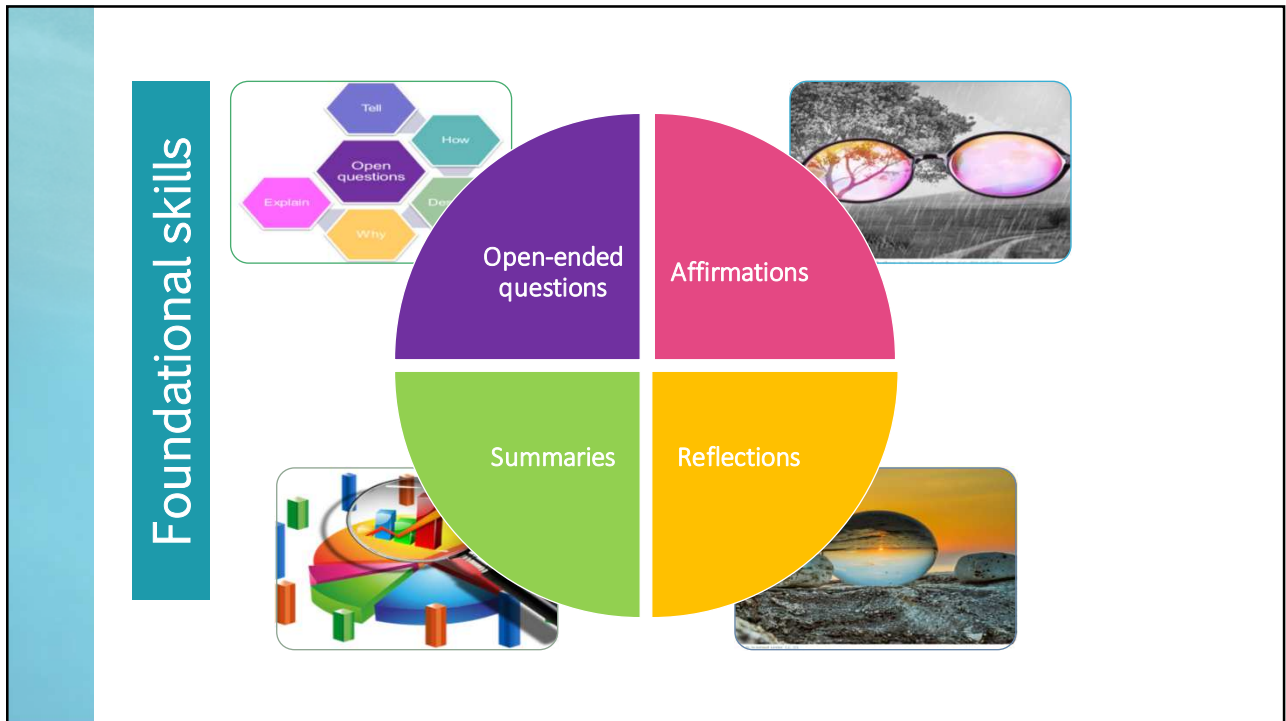 Foundational skills
Tell
How
Open
questions
Explain
Why
Open-ended
questions
Affirmations
Summaries
Reflections